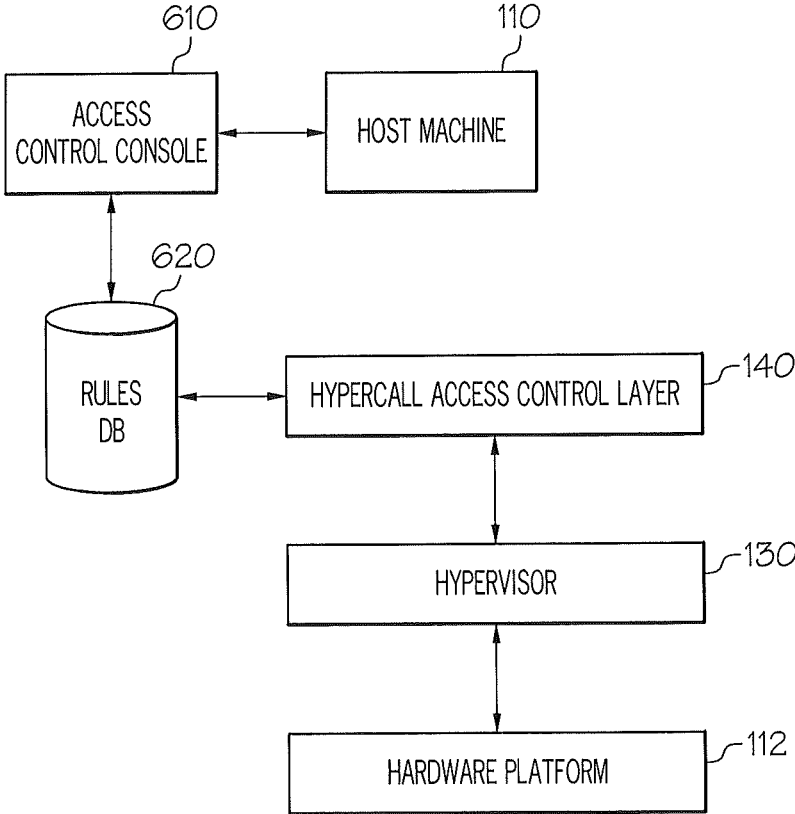 610
110
ACCESS
CONTROL CONSOLE
HOST MACHINE
620
RULES
DB
140
HYPERCALL ACCESS CONTROL LAYER
130
HYPERVISOR
112
HARDWARE PLATFORM